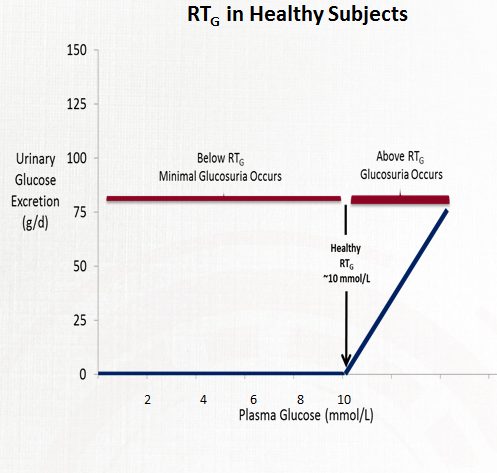 RTG in Healthy Subjects
150
125
100
75
50
25
0
Urinary
Glucose
Excretion
(g/d)
Below RTG
Minimal Glucosuria Occurs
Above RTG
Glucosuria Occurs
Healthy
RTG
~10 mmol/L
2 4 6 8 10
Plasma Glucose (mmol/L)